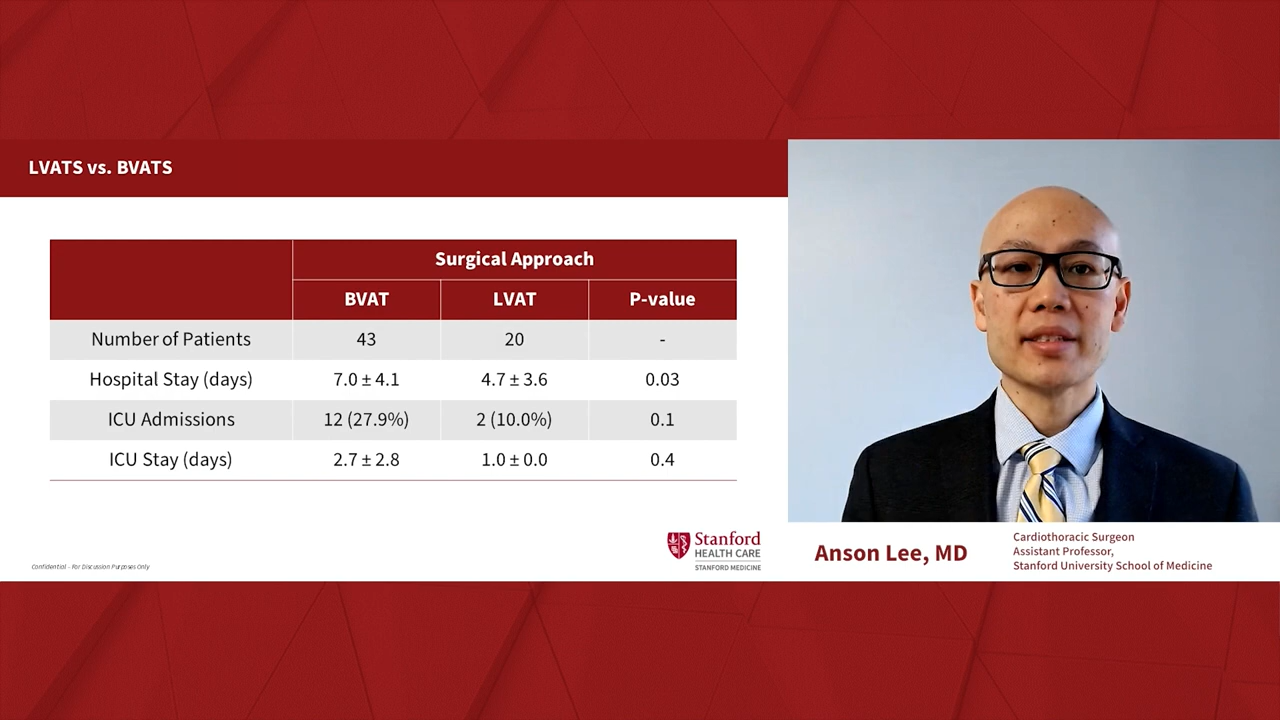 LVATS vs. BVATS
Surgical Approach
BVAT LVAT P-value
Number of Patients 43 20 -
Hospital Stay (days) 7.0 ± 4.1 4.7 ± 3.6 0.03
ICU Admissions 12 (27.9%) 2 (10.0%) 0.1
ICU Stay (days) 2.7 ± 2.8 1.0 ± 0.0 0.4
Confidential - For Discussion Purposes Only
Stanford
HEALTH CARE
STANFORD MEDICINE
Anson Lee, MD
Cardiothoracic Surgeon
Assistant Professor,
Stanford University School of Medicine